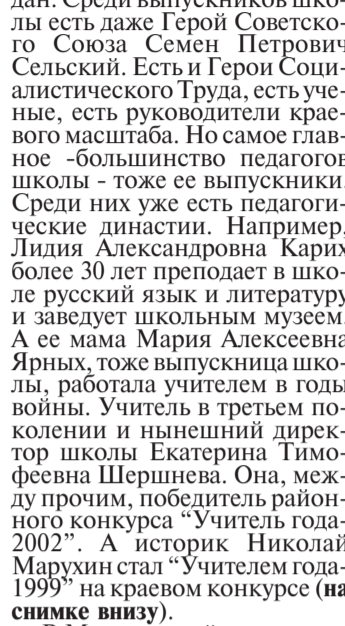 дан. Среди выпускников шко-
лы есть даже Герой Советско-
го Союза Семен Петрович
Сельский. Есть и Герои Соци-
алистического Труда, есть уче-
ные, есть руководители крае-
вого масштаба. Но самое глав-
ное -большинство педагогов
школы - тоже ее выпускники.
Среди них уже есть педагоги-
ческие династии. Например,
Лидия Александровна Карих
более 30 лет преподает в шко-
ле русский язык и литературу
и заведует школьным музеем.
А ее мама Мария Алексеевна
Ярных, тоже выпускница шко-
лы, работала учителем в годы
войны. Учитель в третьем по-
колении и нынешний дирек-
тор школы Екатерина Тимо-
феевна Шершнева. Она, меж-
ду прочим, победитель район-
ного конкурса “Учитель года-
2002”. А историк Николай
Марухин стал “Учителем года-
1999” на краевом конкурсе (на
снимке внизу).